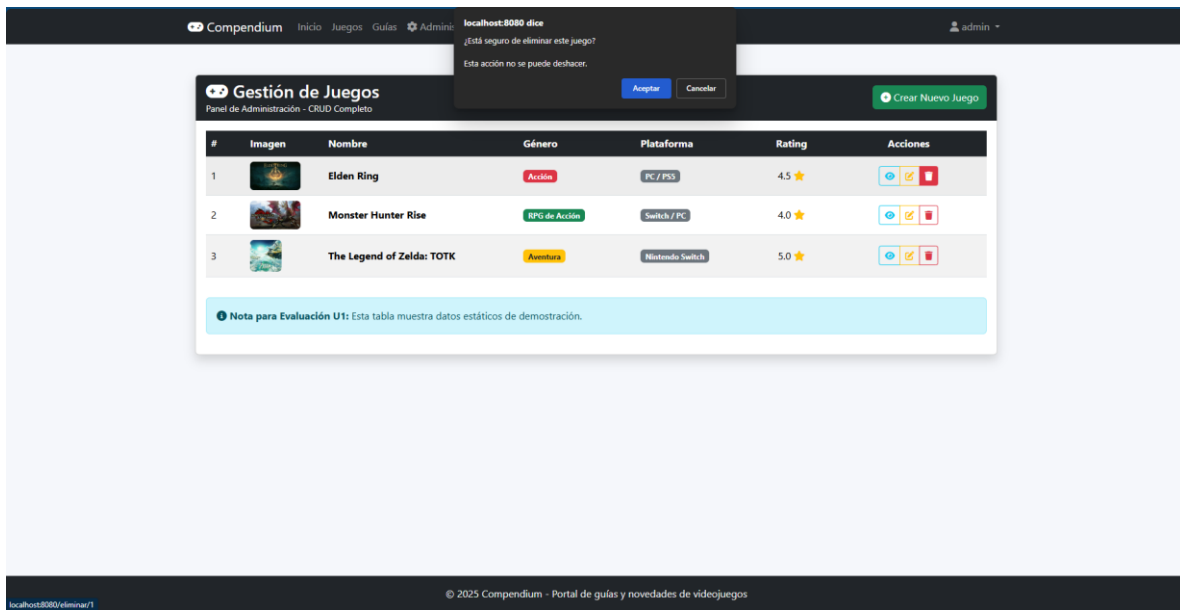 Compendium Inicio Juegos Guías Adminis
admin
localhost:8080 dice
¿Está seguro de eliminar este juego?
Esta acción no se puede deshacer.
Aceptar Cancelar
Gestión de Juegos
Panel de Administración - CRUD Completo
Crear Nuevo Juego
# Imagen Nombre Género Plataforma Rating Acciones
1 Elden Ring Acción PC / PS5 4.5
2 Monster Hunter Rise RPG de Acción Switch / PC 4.0
3 The Legend of Zelda: TOTK Aventura Nintendo Switch 5.0
Nota para Evaluación U1: Esta tabla muestra datos estáticos de demostración.
© 2025 Compendium - Portal de guías y novedades de videojuegos
localhost:8080/eliminar/1